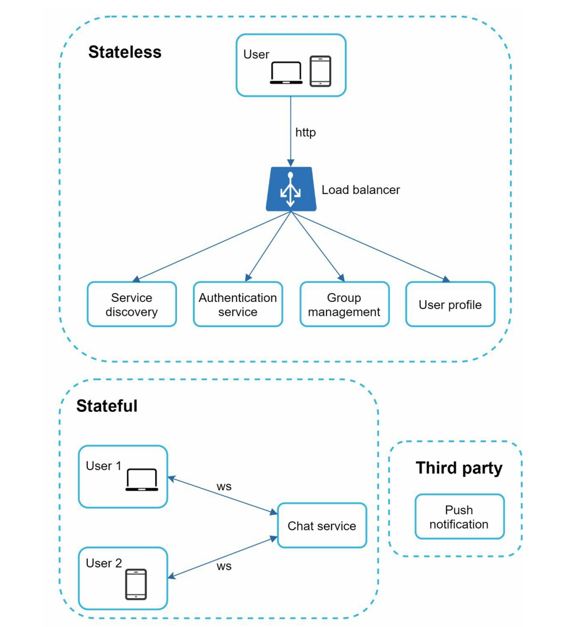 Stateless
User
http
Load balancer
Service
discovery
Authentication
service
Group
management
User profile
Stateful
User 1
ws
Chat service
User 2
ws
Third party
Push
notification